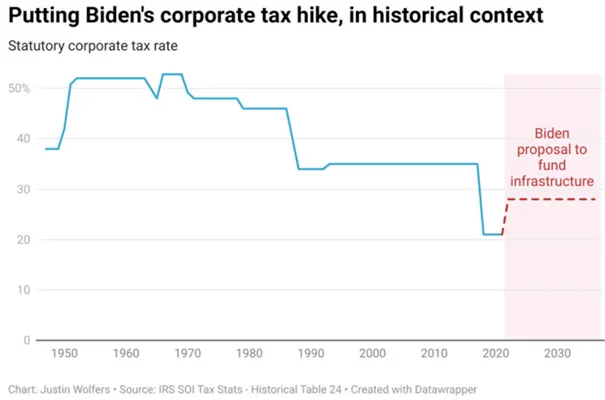 Putting Biden's corporate tax hike, in historical context
Statutory corporate tax rate
50%
40
30
20
10
0
Biden
proposal to
fund
infrastructure
1950 1960 1970 1980 1990 2000 2010 2020 2030
Chart: Justin Wolfers • Source: IRS SOI Tax Stats - Historical Table 24 • Created with Datawrapper